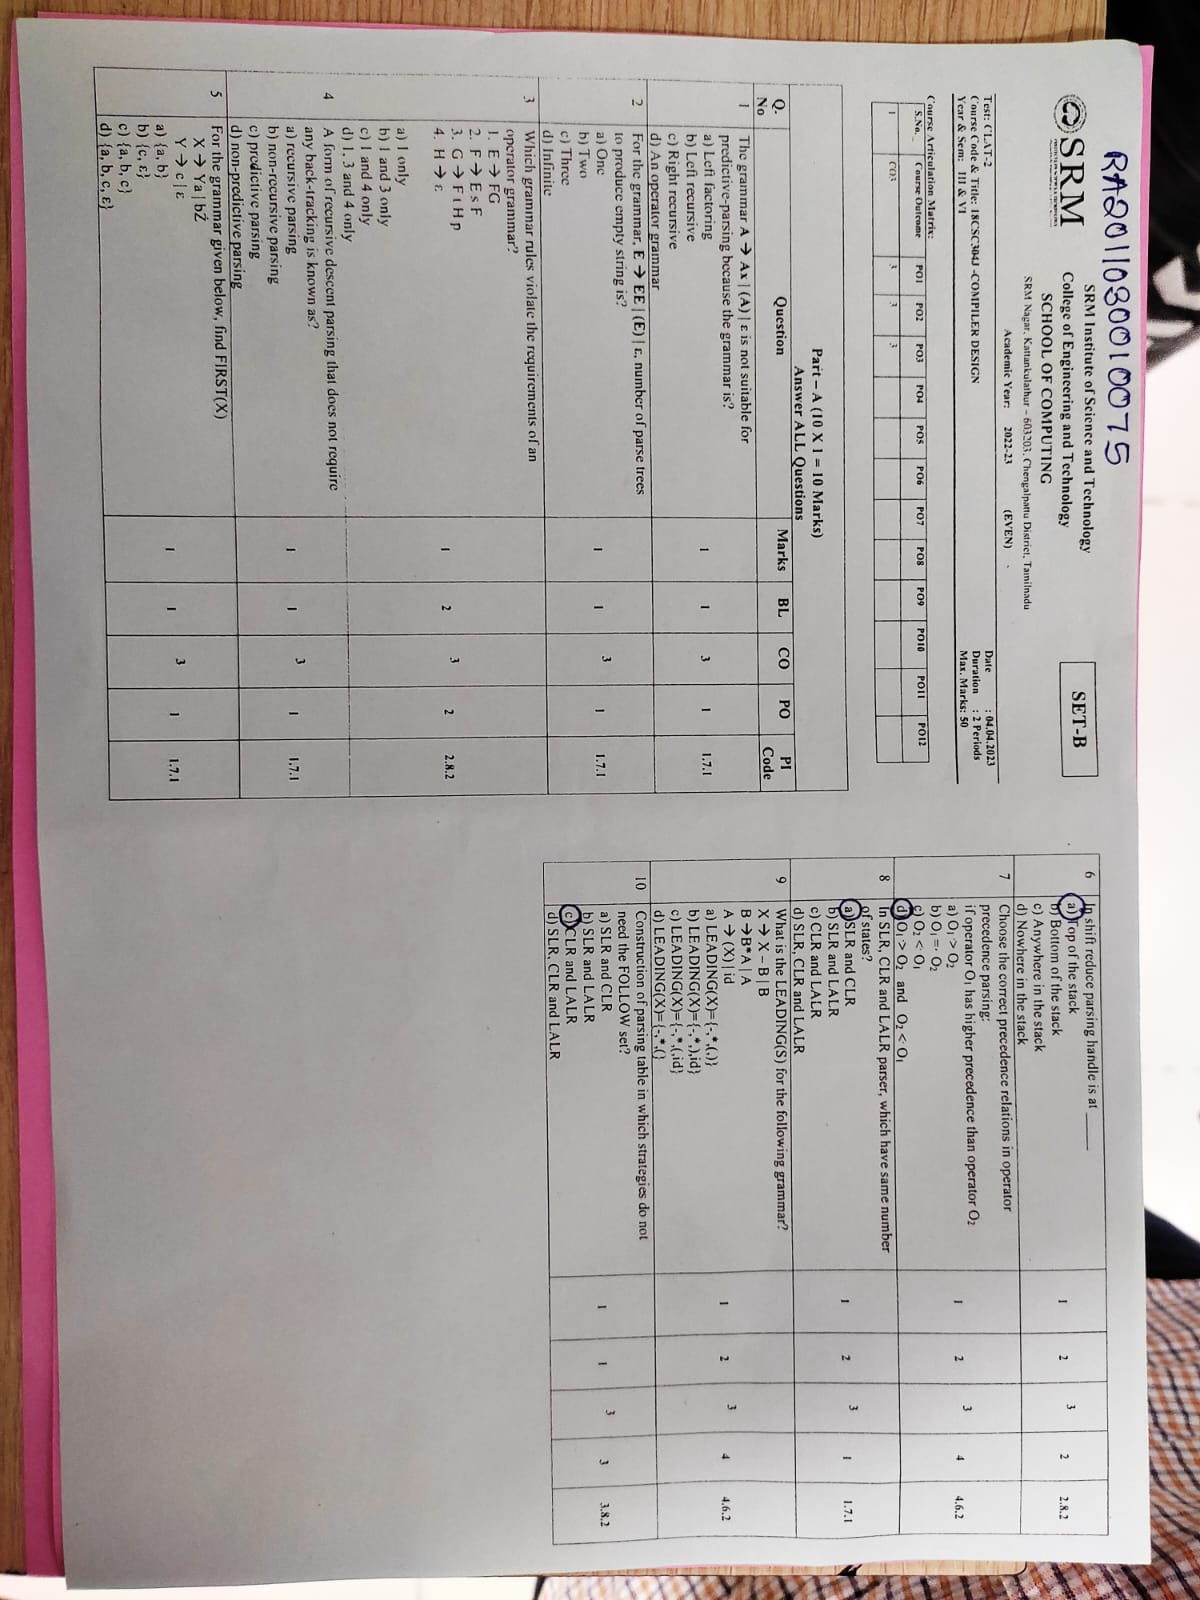 RA2011030010075
SRM
SRM Institute of Science and Technology
College of Engineering and Technology
SCHOOL OF COMPUTING
SRM Nagar, Kattankulathur – 603203, Chengalpattu District, Tamilnadu
Academic Year: 2022-23 (EVEN)
SET-B
Test: CLAT-2
Course Code & Title: 18CSC304J -COMPILER DESIGN
Year & Sem: III & VI
Date : 04.04.2023
Duration : 2 Periods
Max. Marks: 50
Course Articulation Matrix:
S.No. Course Outcome PO1 PO2 PO3 PO4 PO5 PO6 PO7 PO8 PO9 PO10 PO11 PO12
1 CO3 3 3 3
Part – A (10 X 1 = 10 Marks)
Answer ALL Questions
Q. No Question Marks BL CO PO PI Code
1 The grammar A → Ax | (A) | ε is not suitable for
predictive-parsing because the grammar is?
a) Left factoring
b) Left recursive
c) Right recursive
d) An operator grammar
1 1 3 1 1.7.1
2 For the grammar, E → EE | (E) | ε, number of parse trees
to produce empty string is?
a) One
b) Two
c) Three
d) Infinite
1 1 3 1 1.7.1
3 Which grammar rules violate the requirements of an
operator grammar?
1. E → FG
2. F → E s F
3. G → F t H p
4. H → ε
a) 1 only
b) 1 and 3 only
c) 1 and 4 only
d) 1, 3 and 4 only
1 2 3 2 2.8.2
4 A form of recursive descent parsing that does not require
any back-tracking is known as?
a) recursive parsing
b) non-recursive parsing
c) predictive parsing
d) non-predictive parsing
1 1 3 1 1.7.1
5 For the grammar given below, find FIRST(X)
X → Ya | bZ
Y → c | ε
a) {a, b}
b) {c, ε}
c) {a, b, c}
d) {a, b, c, ε}
1 1 3 1 1.7.1
6 In shift reduce parsing handle is at ____
a) Top of the stack
b) Bottom of the stack
c) Anywhere in the stack
d) Nowhere in the stack
1 2 3 2 2.8.2
7 Choose the correct precedence relations in operator
precedence parsing:
if operator O₁ has higher precedence than operator O₂
a) O₁ ·> O₂
b) O₁ =· O₂
c) O₂ <· O₁
d) O₁ ·> O₂ and O₂ <· O₁
1 2 3 4 4.6.2
8 In SLR, CLR and LALR parser, which have same number
of states?
a) SLR and CLR
b) SLR and LALR
c) CLR and LALR
d) SLR, CLR and LALR
1 2 3 1 1.7.1
9 What is the LEADING(S) for the following grammar?
X → X – B | B
B →B*A | A
A → (X) | id
a) LEADING(X)={-,*,(,)}
b) LEADING(X)={-,*,),id}
c) LEADING(X)={-,*,(,id}
d) LEADING(X)={-,*,(}
1 2 3 4 4.6.2
10 Construction of parsing table in which strategies do not
need the FOLLOW set?
a) SLR and CLR
b) SLR and LALR
c) CLR and LALR
d) SLR, CLR and LALR
1 1 3 3 3.8.2